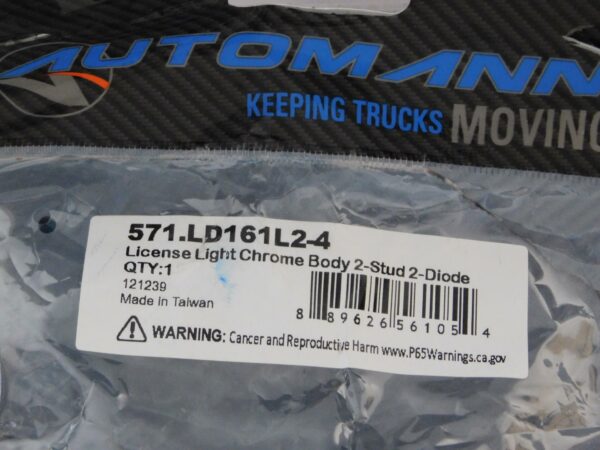 AUTOMANN
KEEPING TRUCKS MOVING
571.LD161L2-4
License Light Chrome Body 2-Stud 2-Diode
QTY:1
121239
Made in Taiwan
8 89626 56105 4
WARNING: Cancer and Reproductive Harm www.P65Warnings.ca.gov